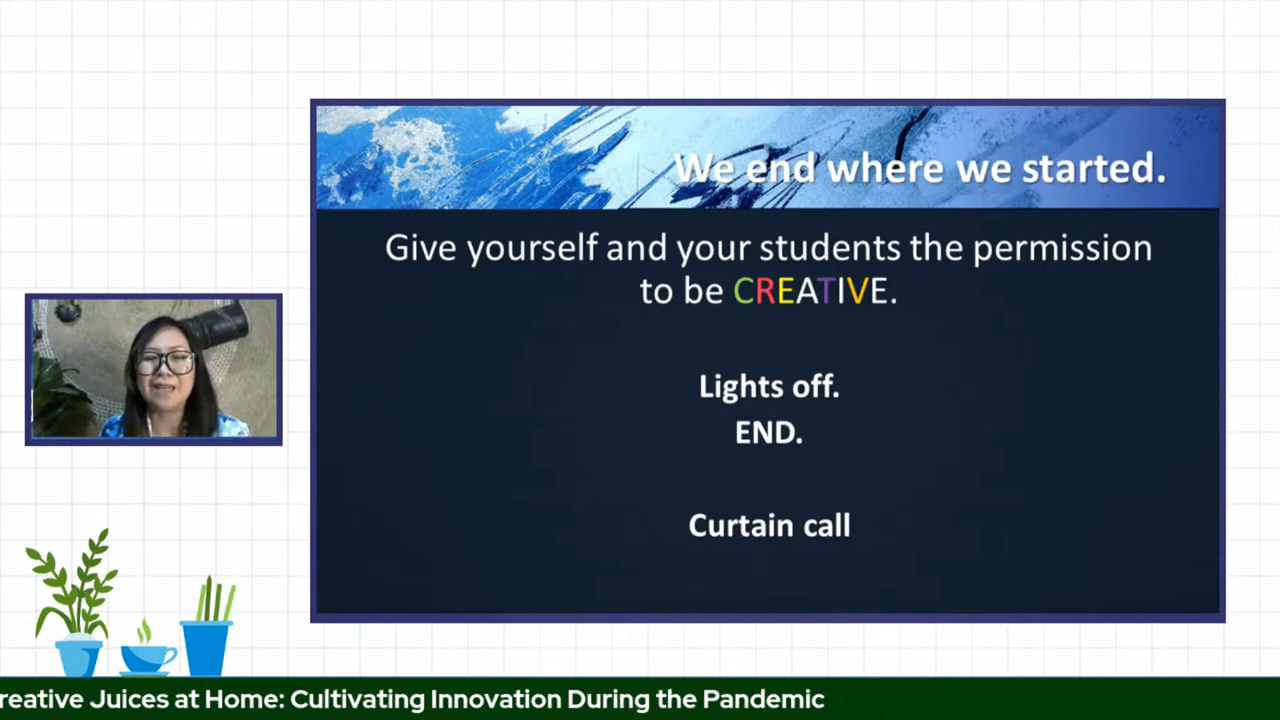 We end where we started.
Give yourself and your students the permission
to be CREATIVE.
Lights off.
END.
Curtain call
reative Juices at Home: Cultivating Innovation During the Pandemic